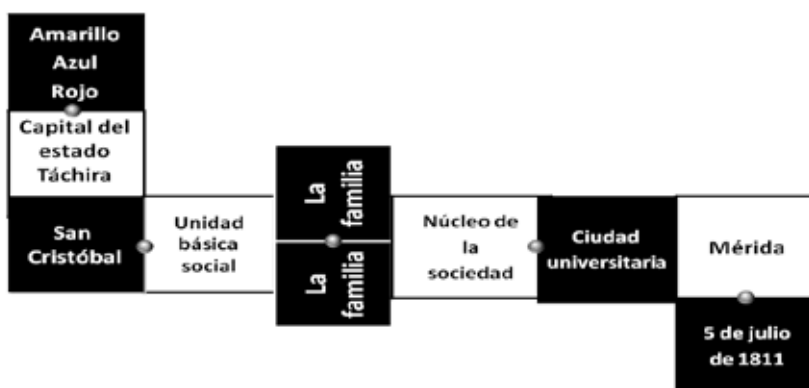 Amarillo
Azul
Rojo
Capital del
estado
Táchira
San
Cristóbal
Unidad
básica
social
La
familia
La
familia
Núcleo de
la
sociedad
Ciudad
universitaria
Mérida
5 de julio
de 1811